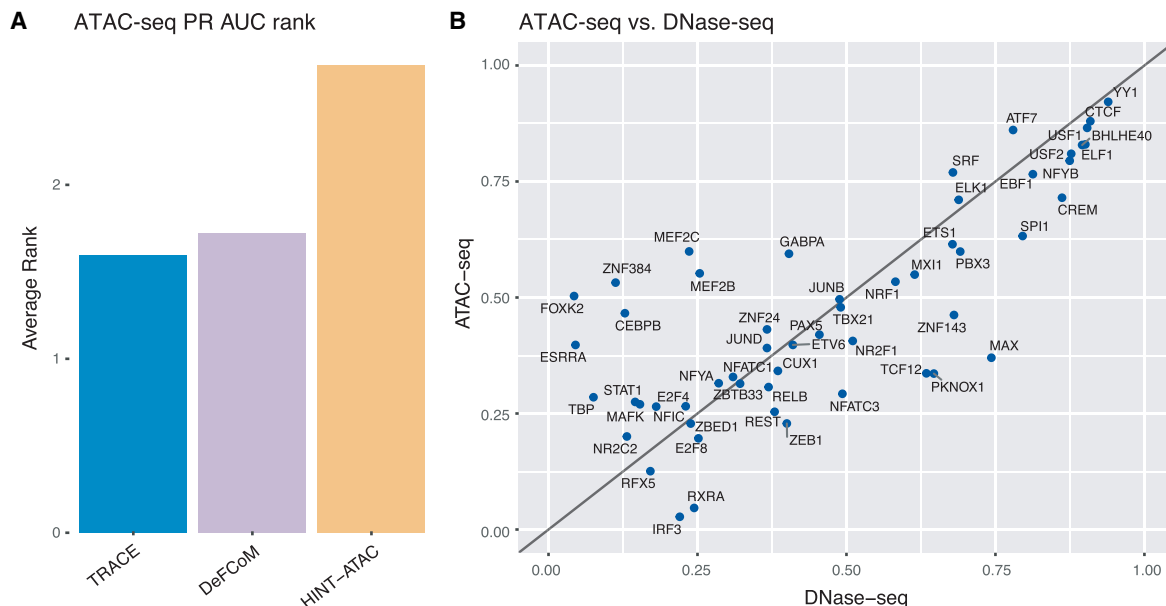 A ATAC-seq PR AUC rank
Average Rank
2
1
0
TRACE
DeFCoM
HINT−ATAC
B ATAC-seq vs. DNase-seq
ATAC−seq
1.00
0.75
0.50
0.25
0.00
YY1
CTCF
ATF7
USF1 BHLHE40
USF2 ELF1
SRF
EBF1 NFYB
ELK1
CREM
SPI1
MEF2C
GABPA
ETS1
PBX3
ZNF384
MEF2B
MXI1
FOXK2
JUNB
NRF1
CEBPB
ZNF24 PAX5 TBX21
ZNF143
ESRRA
JUND ETV6 NR2F1 MAX
NFYA NFATC1 CUX1
TCF12
PKNOX1
STAT1 E2F4 ZBTB33 RELB
TBP MAFK NFIC NFATC3
ZBED1 REST
NR2C2 E2F8 ZEB1
RFX5
RXRA
IRF3
0.00 0.25 0.50 0.75 1.00
DNase−seq